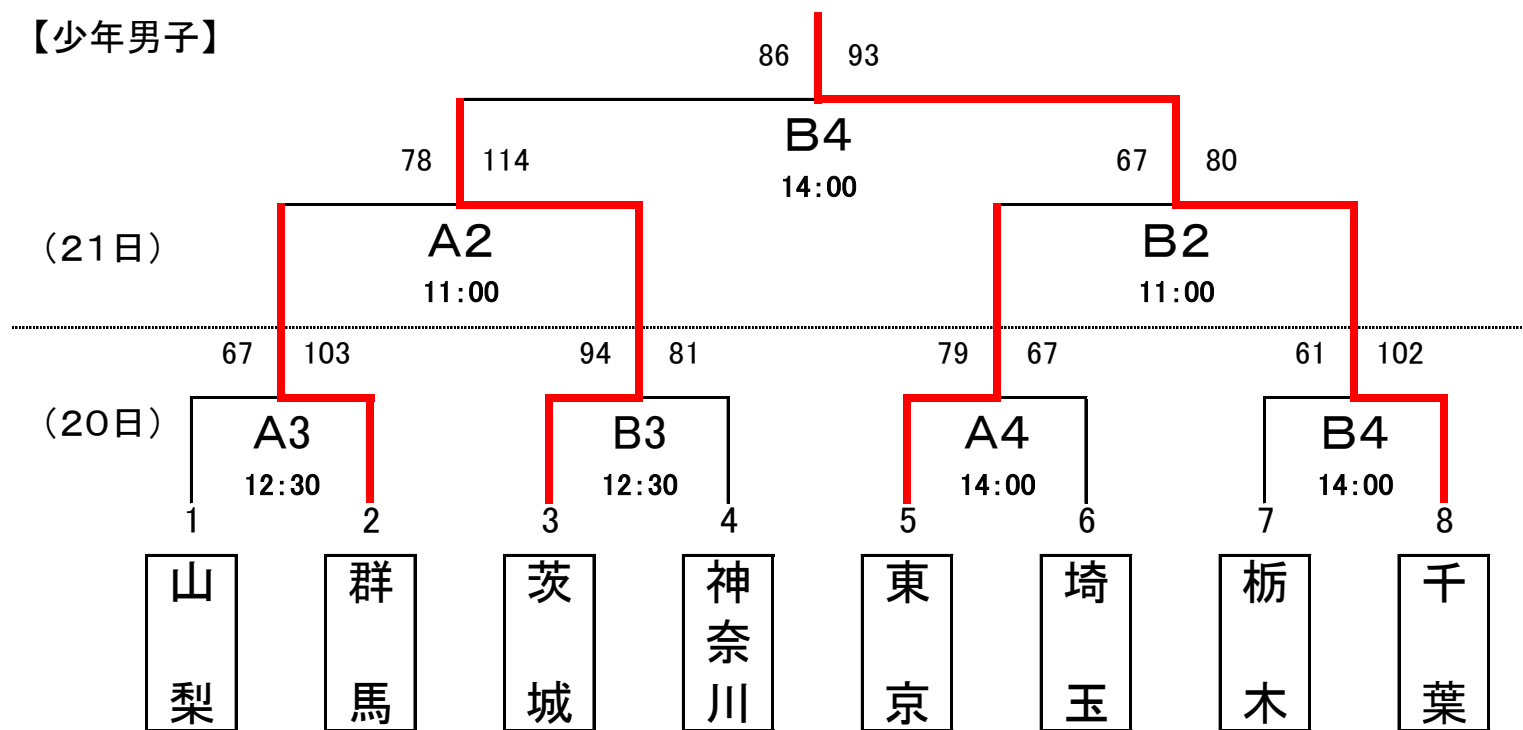 【少年男子】
86 93
B4
14:00
78 114
67 80
(21日)
A2
11:00
B2
11:00
67 103
94 81
79 67
61 102
(20日)
A3
12:30
B3
12:30
A4
14:00
B4
14:00
1 2 3 4 5 6 7 8
山梨
群馬
茨城
神奈川
東京
埼玉
栃木
千葉